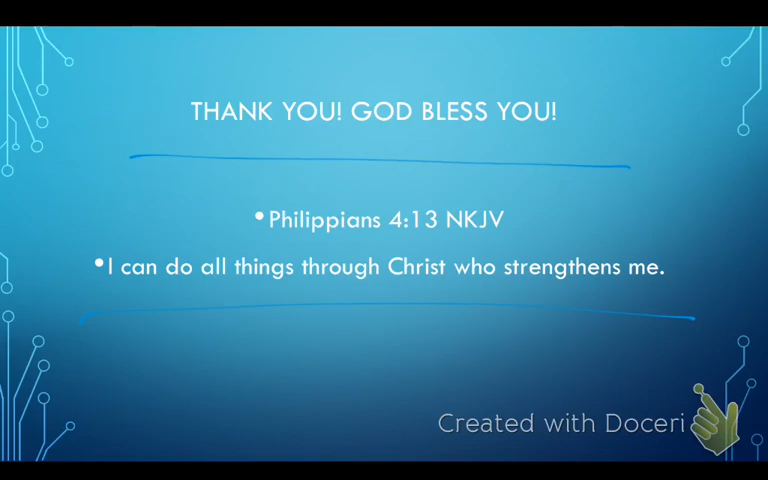 THANK YOU! GOD BLESS YOU!
•Philippians 4:13 NKJV
•I can do all things through Christ who strengthens me.
Created with Doceri